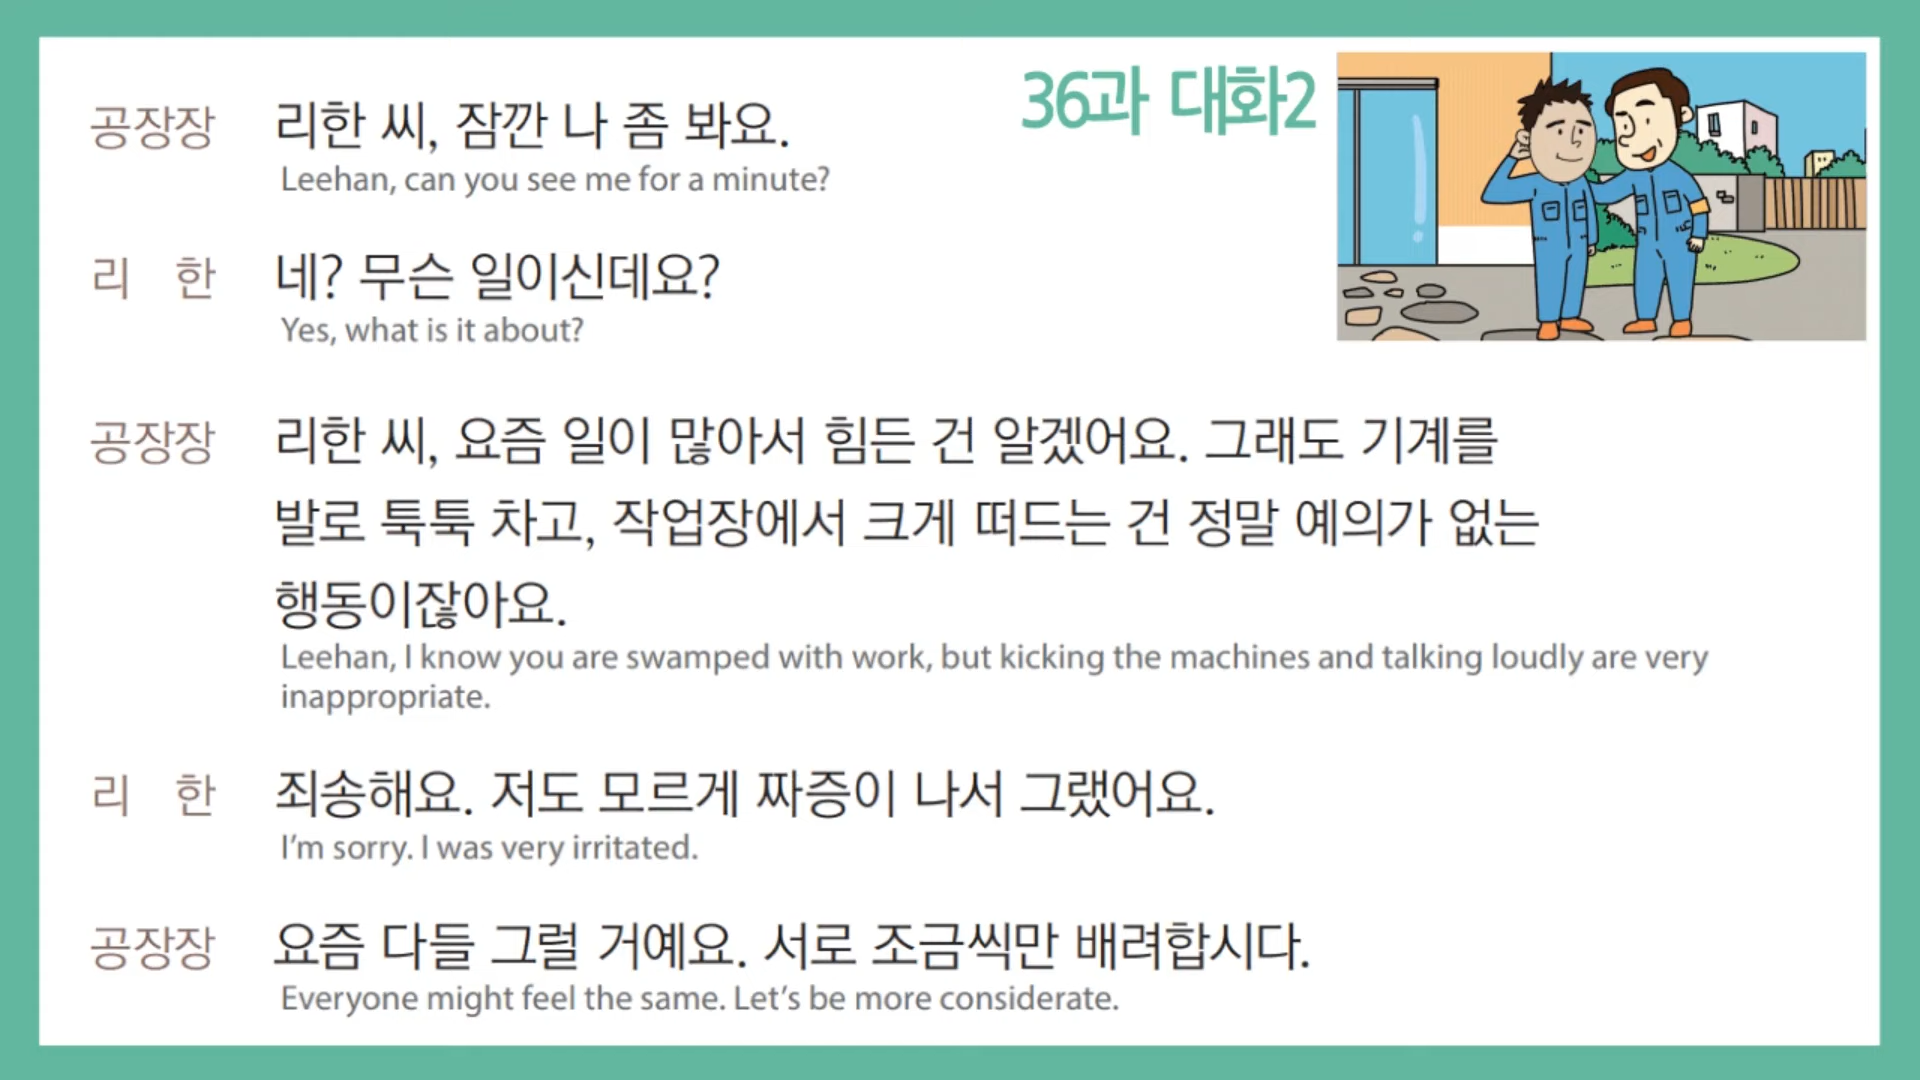 36과 대화2
공장장 리한 씨, 잠깐 나 좀 봐요.
Leehan, can you see me for a minute?
리 한 네? 무슨 일이신데요?
Yes, what is it about?
공장장 리한 씨, 요즘 일이 많아서 힘든 건 알겠어요. 그래도 기계를
발로 툭툭 차고, 작업장에서 크게 떠드는 건 정말 예의가 없는
행동이잖아요.
Leehan, I know you are swamped with work, but kicking the machines and talking loudly are very
inappropriate.
리 한 죄송해요. 저도 모르게 짜증이 나서 그랬어요.
I'm sorry. I was very irritated.
공장장 요즘 다들 그럴 거예요. 서로 조금씩만 배려합시다.
Everyone might feel the same. Let's be more considerate.